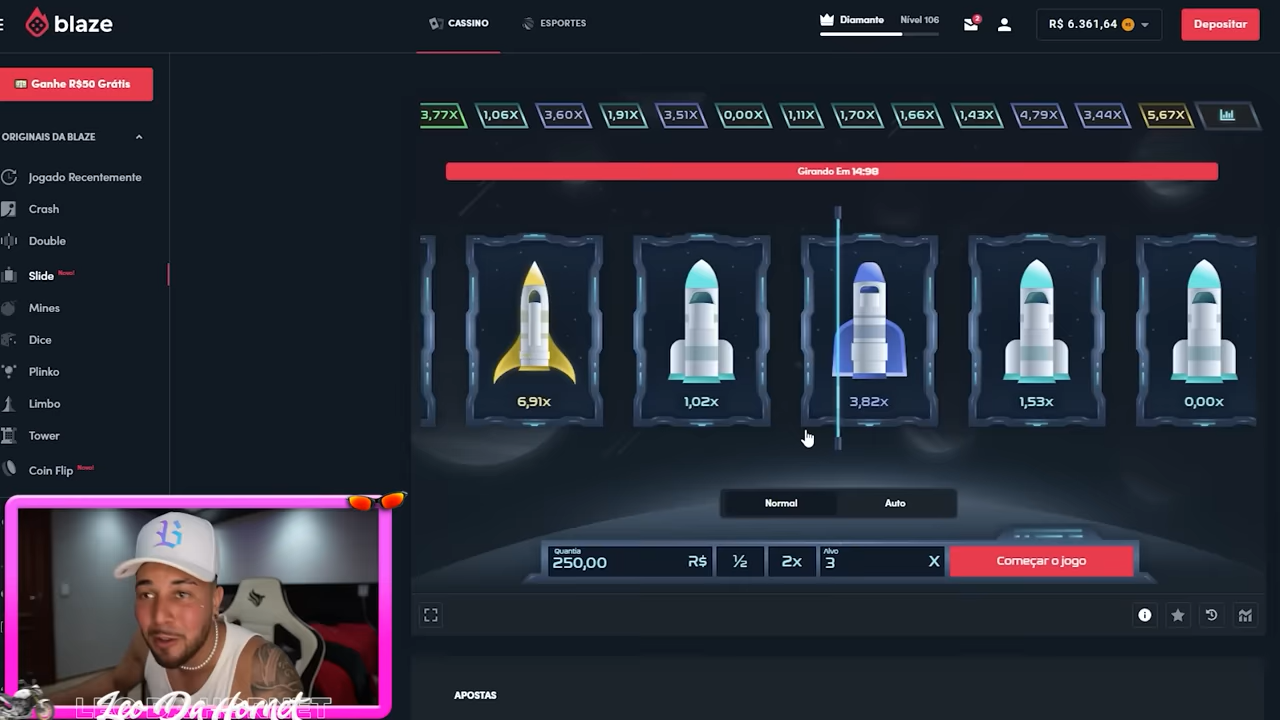 blaze
CASSINO
ESPORTES
Diamante
Nível 106
2
R$ 6.361,64
R$
Depositar
Ganhe R$50 Grátis
ORIGINAIS DA BLAZE
Jogado Recentemente
Crash
Double
Slide Novo!
Mines
Dice
Plinko
Limbo
Tower
Coin Flip Novo!
3,77X 1,06X 3,60X 1,91X 3,51X 0,00X 1,11X 1,70X 1,66X 1,43X 4,79X 3,44X 5,67X
Girando Em 14:98
6,91x 1,02x 3,82x 1,53x 0,00x
Normal
Auto
Quantia
250,00 R$
½
2x
Alvo
3 X
Começar o jogo
APOSTAS
B
Leo Da Hornet